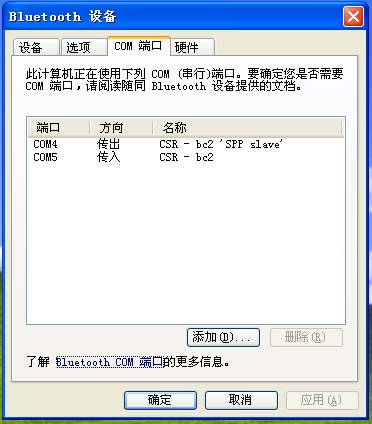 Bluetooth 设备
设备 选项 COM 端口 硬件
此计算机正在使用下列 COM (串行)端口。要确定您是否需要
COM 端口，请阅读随同 Bluetooth 设备提供的文档。
端口 方向 名称
COM4 传出 CSR - bc2 'SPP slave'
COM5 传入 CSR - bc2
添加(D)... 删除(R)
了解 Bluetooth COM 端口的更多信息。
确定 取消 应用(A)